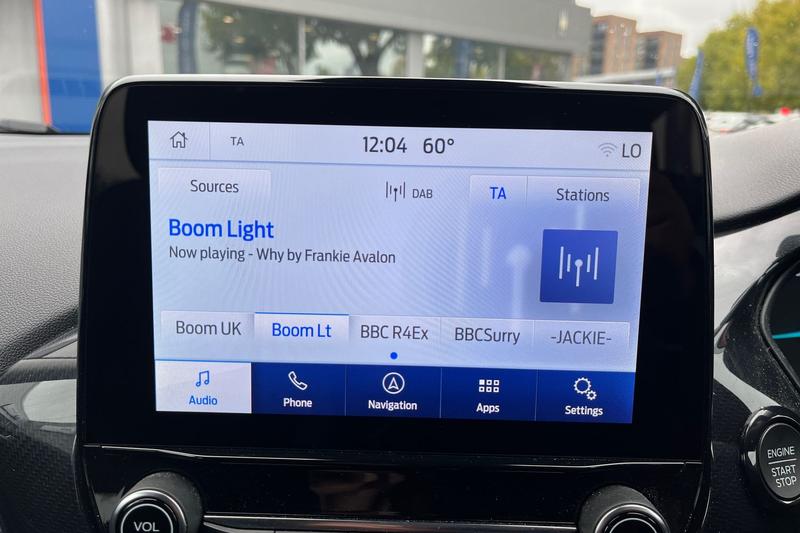 TA 12:04 60° LO
Sources DAB TA Stations
Boom Light
Now playing - Why by Frankie Avalon
Boom UK Boom Lt BBC R4Ex BBCSurry -JACKIE-
Audio Phone Navigation Apps Settings
ENGINE
START
STOP
VOL